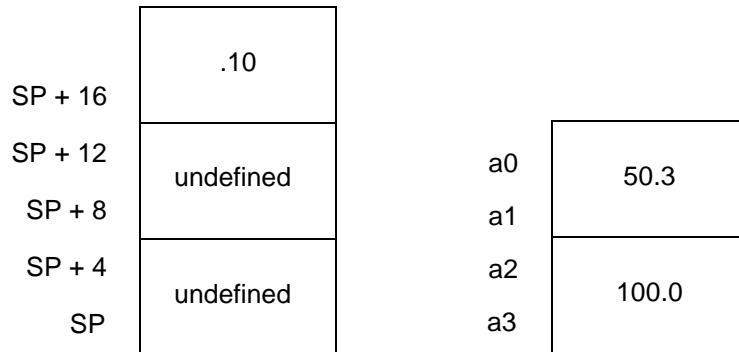 .10
SP + 16
SP + 12
undefined
SP + 8
SP + 4
undefined
SP
a0
50.3
a1
a2
100.0
a3